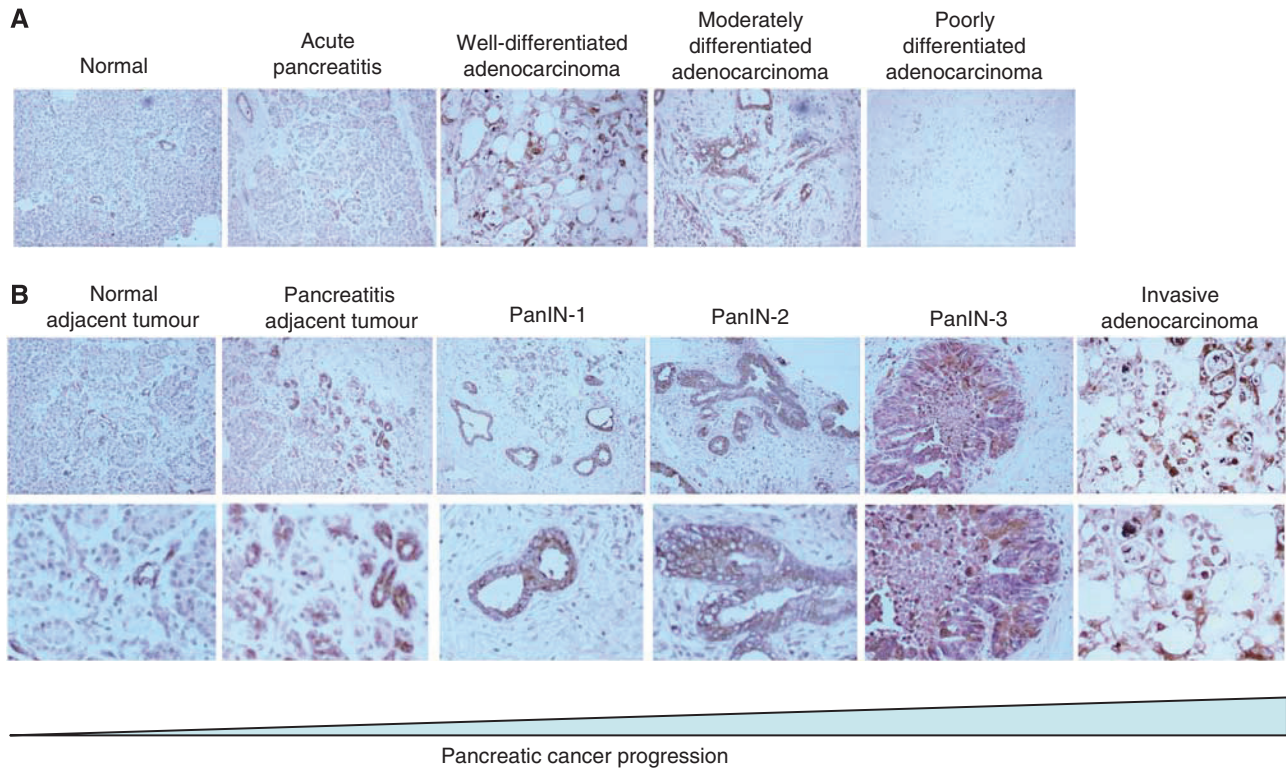 A
Normal
Acute
pancreatitis
Well-differentiated
adenocarcinoma
Moderately
differentiated
adenocarcinoma
Poorly
differentiated
adenocarcinoma
B
Normal
adjacent tumour
Pancreatitis
adjacent tumour
PanIN-1
PanIN-2
PanIN-3
Invasive
adenocarcinoma
Pancreatic cancer progression